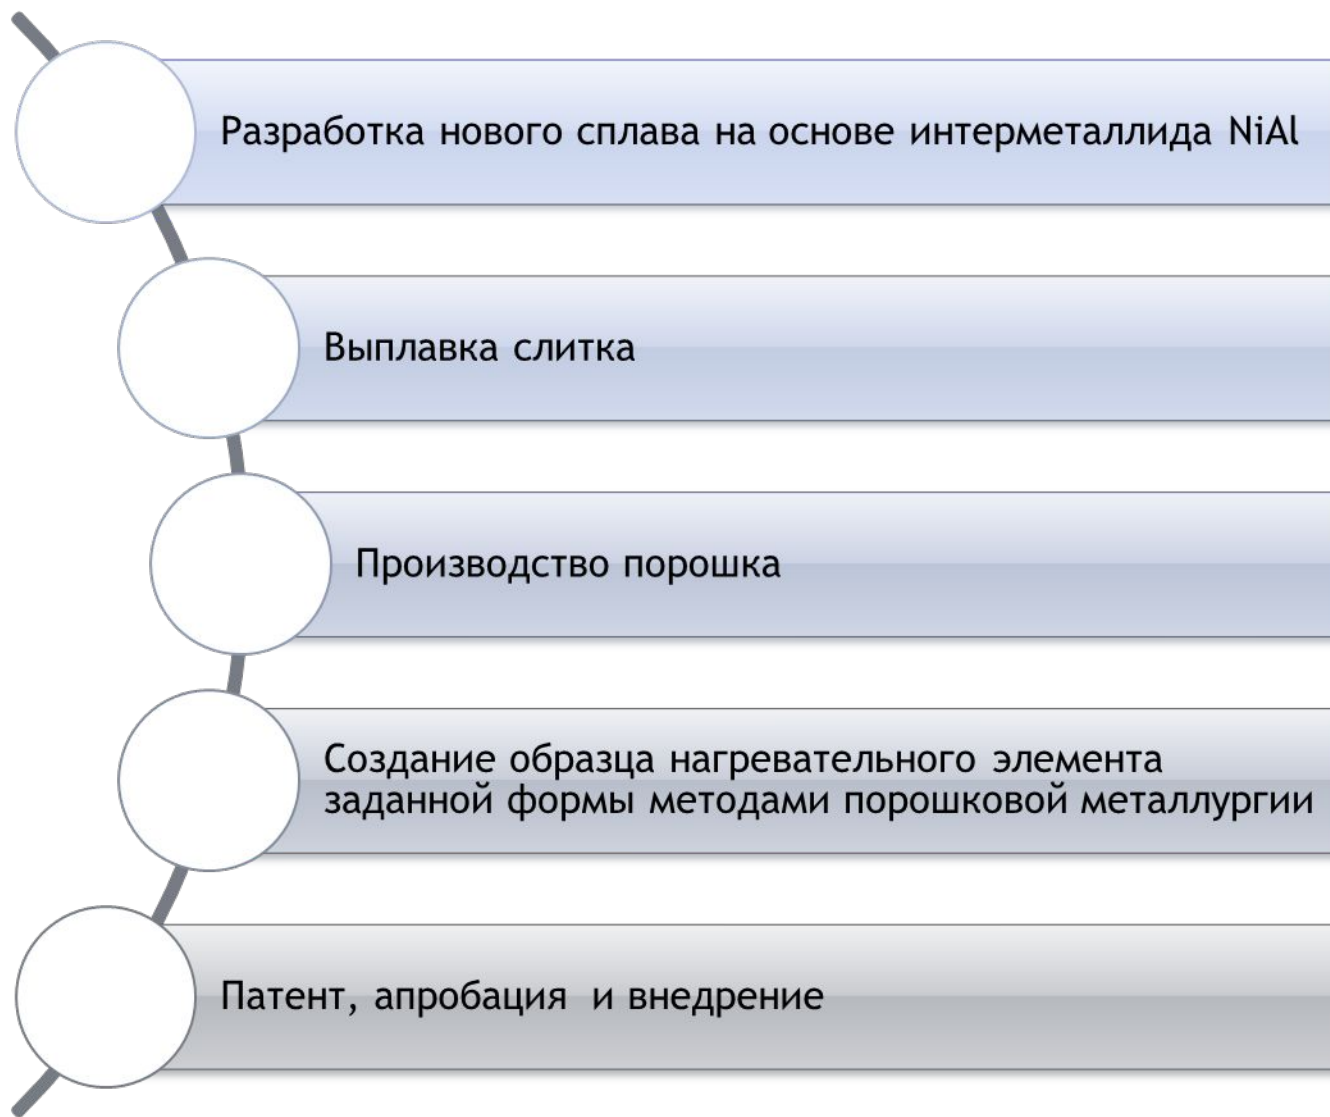 Разработка нового сплава на основе интерметаллида NiAl
Выплавка слитка
Производство порошка
Создание образца нагревательного элемента
заданной формы методами порошковой металлургии
Патент, апробация и внедрение